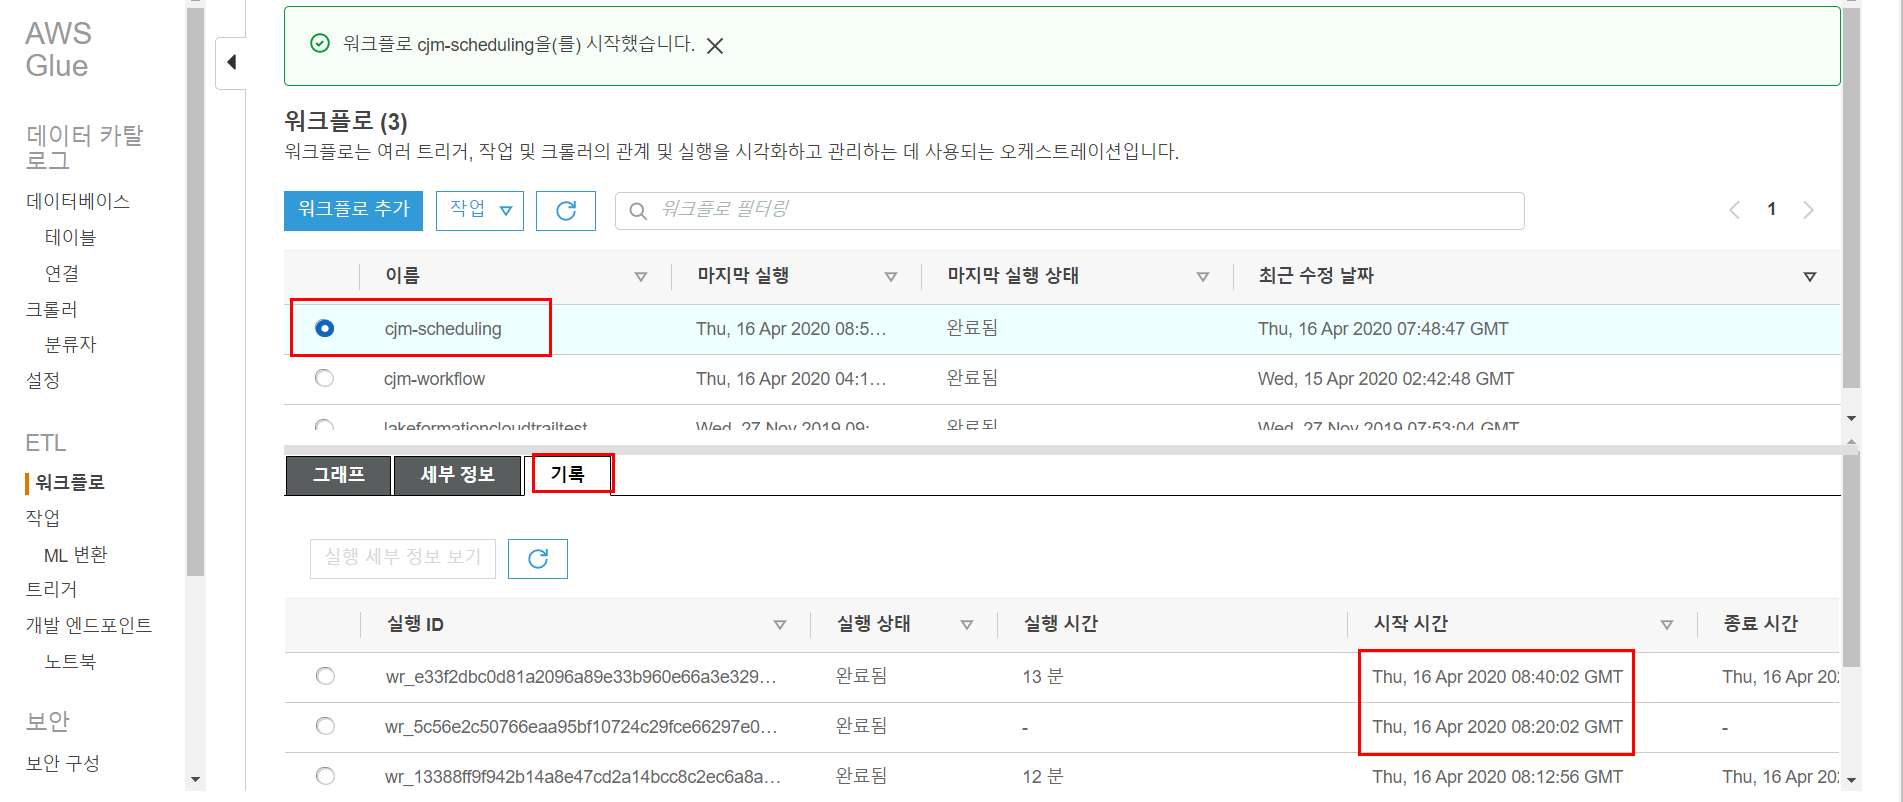 AWS
Glue
데이터 카탈
로그
데이터베이스
테이블
연결
크롤러
분류자
설정
ETL
워크플로
작업
ML 변환
트리거
개발 엔드포인트
노트북
보안
보안 구성
워크플로 cjm-scheduling을(를) 시작했습니다.
워크플로 (3)
워크플로는 여러 트리거, 작업 및 크롤러의 관계 및 실행을 시각화하고 관리하는 데 사용되는 오케스트레이션입니다.
워크플로 추가 작업 워크플로 필터링 1
이름 마지막 실행 마지막 실행 상태 최근 수정 날짜
cjm-scheduling Thu, 16 Apr 2020 08:5... 완료됨 Thu, 16 Apr 2020 07:48:47 GMT
cjm-workflow Thu, 16 Apr 2020 04:1... 완료됨 Wed, 15 Apr 2020 02:42:48 GMT
lakeformationcloudtrailtest Wed, 27 Nov 2019 09: 완료됨 Wed, 27 Nov 2019 07:53:04 GMT
그래프 세부 정보 기록
실행 세부 정보 보기
실행 ID 실행 상태 실행 시간 시작 시간 종료 시간
wr_e33f2dbc0d81a2096a89e33b960e66a3e329... 완료됨 13 분 Thu, 16 Apr 2020 08:40:02 GMT Thu, 16 Apr 20
wr_5c56e2c50766eaa95bf10724c29fce66297e0... 완료됨 - Thu, 16 Apr 2020 08:20:02 GMT -
wr_13388ff9f942b14a8e47cd2a14bcc8c2ec6a8a... 완료됨 12 분 Thu, 16 Apr 2020 08:12:56 GMT Thu, 16 Apr 20